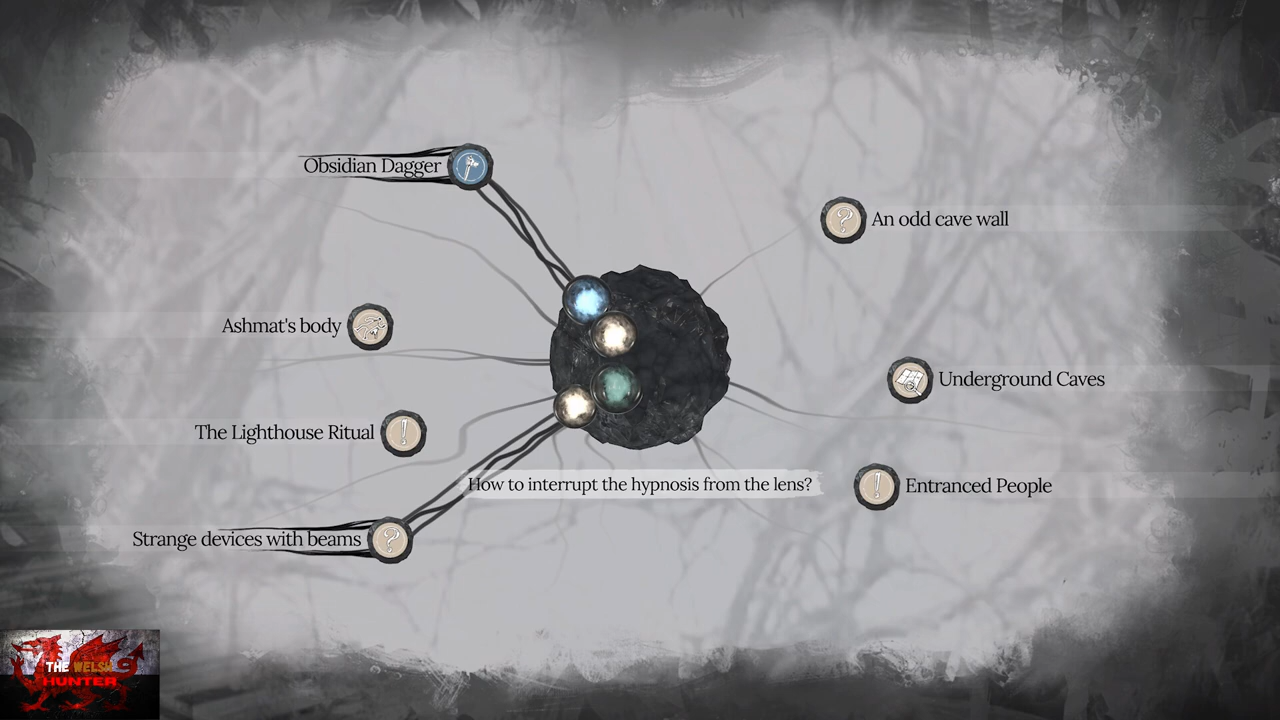 Obsidian Dagger
An odd cave wall
Ashmat's body
Underground Caves
The Lighthouse Ritual
How to interrupt the hypnosis from the lens?
Entranced People
Strange devices with beams
THE WELSH
HUNTER